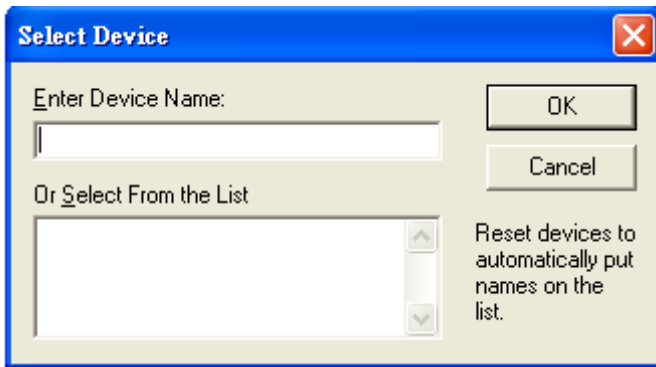 Select Device
Enter Device Name:
OK
Cancel
Or Select From the List
Reset devices to
automatically put
names on the
list.